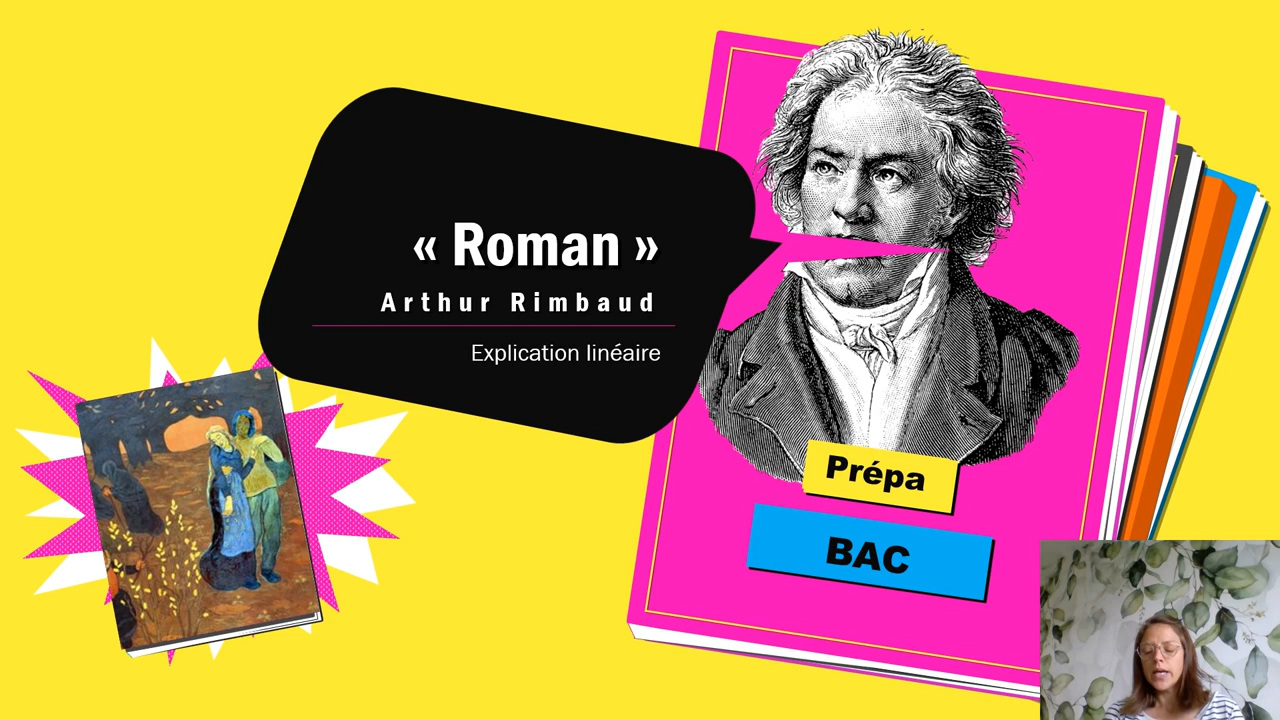 « Roman »
Arthur Rimbaud
Explication linéaire
Prépa
BAC